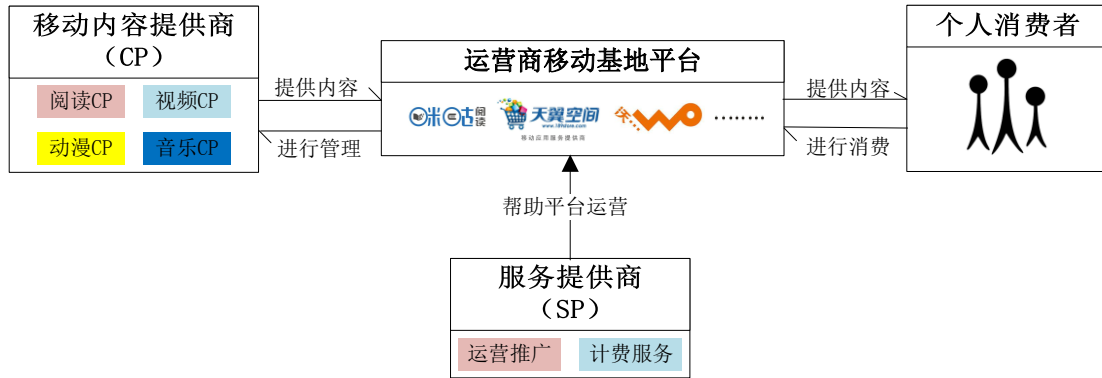 移动内容提供商
（CP）
阅读CP
视频CP
动漫CP
音乐CP
提供内容
进行管理
运营商移动基地平台
咪咕阅读
天翼空间
www.189store.com
移动应用服务提供商
WO
………
提供内容
进行消费
个人消费者
帮助平台运营
服务提供商
（SP）
运营推广
计费服务